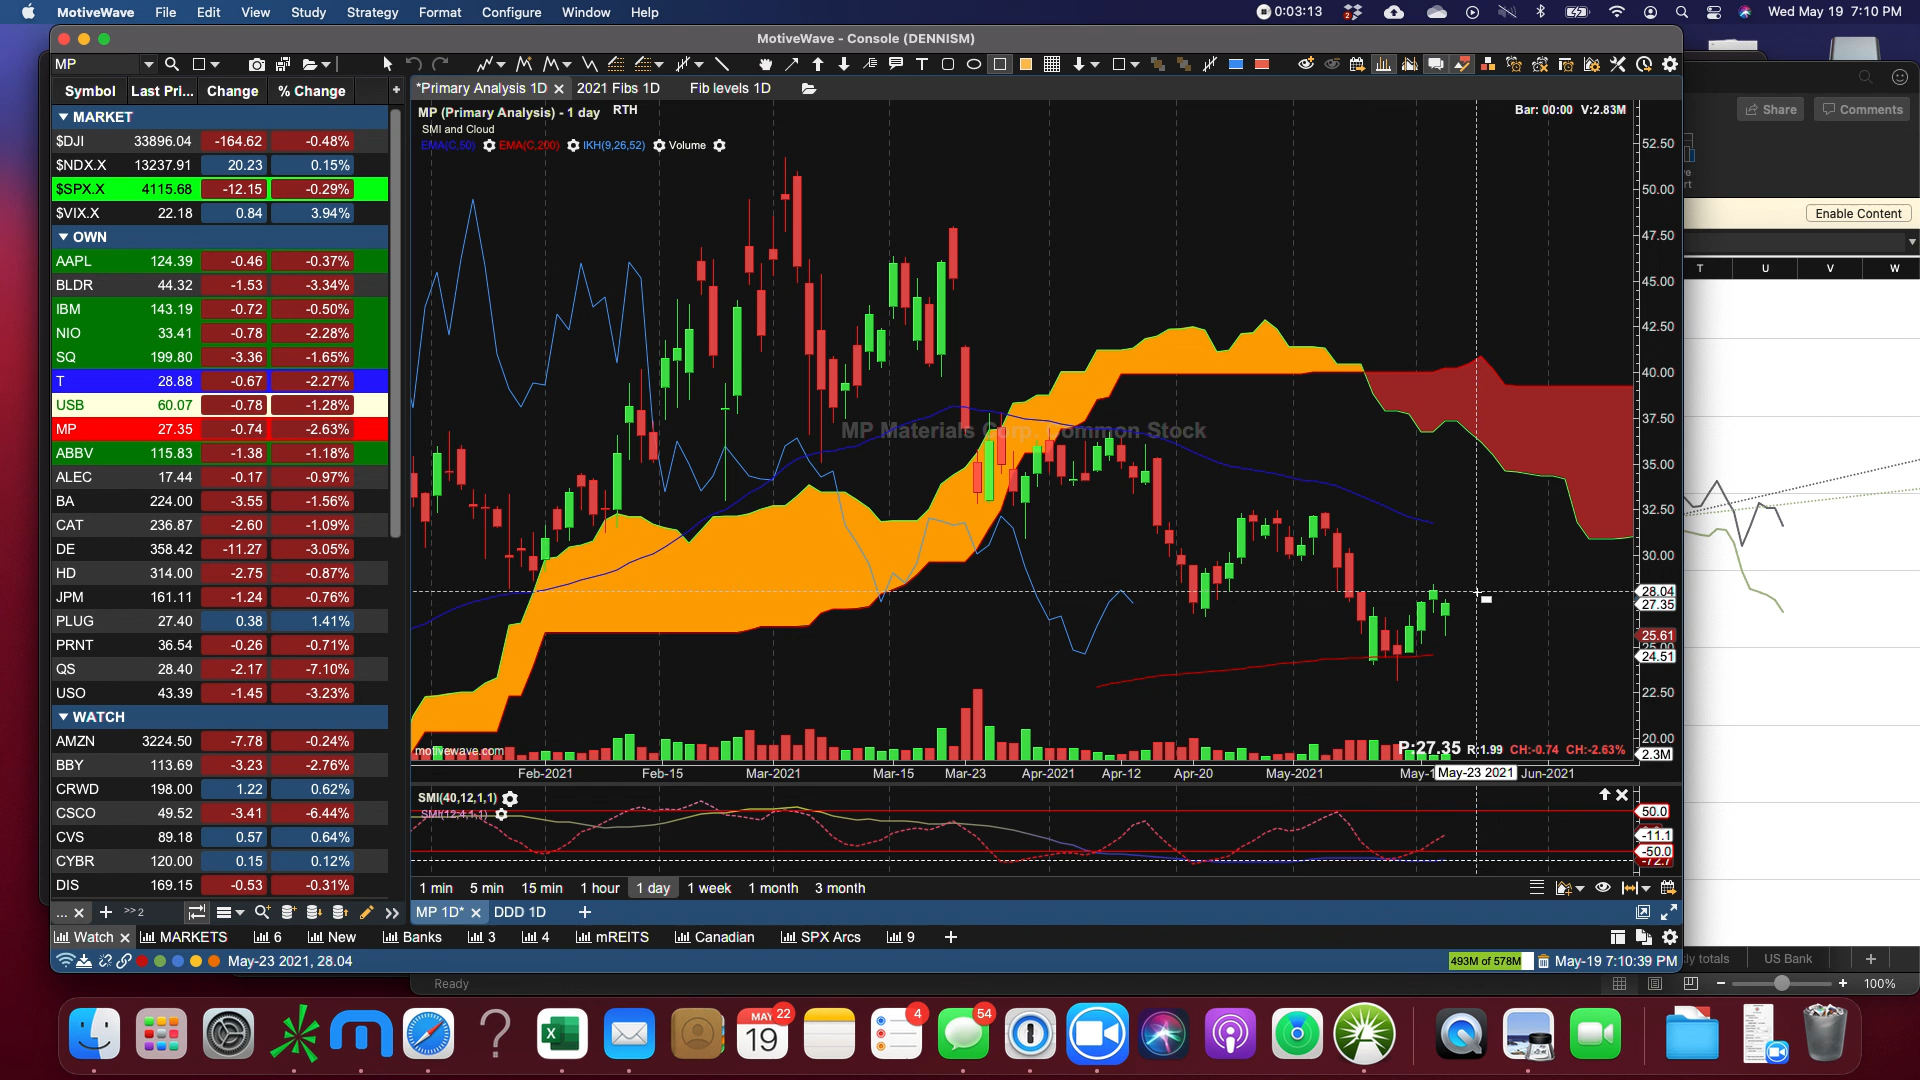 MotiveWave File Edit View Study Strategy Format Configure Window Help
0:03:13
Wed May 19 7:10 PM
MotiveWave - Console (DENNISM)
MP
Symbol Last Pri... Change % Change
*Primary Analysis 1D 2021 Fibs 1D Fib levels 1D
MARKET
$DJI 33896.04 -164.62 -0.48%
$NDX.X 13237.91 20.23 0.15%
$SPX.X 4115.68 -12.15 -0.29%
$VIX.X 22.18 0.84 3.94%
OWN
AAPL 124.39 -0.46 -0.37%
BLDR 44.32 -1.53 -3.34%
IBM 143.19 -0.72 -0.50%
NIO 33.41 -0.78 -2.28%
SQ 199.80 -3.36 -1.65%
T 28.88 -0.67 -2.27%
USB 60.07 -0.78 -1.28%
MP 27.35 -0.74 -2.63%
ABBV 115.83 -1.38 -1.18%
ALEC 17.44 -0.17 -0.97%
BA 224.00 -3.55 -1.56%
CAT 236.87 -2.60 -1.09%
DE 358.42 -11.27 -3.05%
HD 314.00 -2.75 -0.87%
JPM 161.11 -1.24 -0.76%
PLUG 27.40 0.38 1.41%
PRNT 36.54 -0.26 -0.71%
QS 28.40 -2.17 -7.10%
USO 43.39 -1.45 -3.23%
WATCH
AMZN 3224.50 -7.78 -0.24%
BBY 113.69 -3.23 -2.76%
CRWD 198.00 1.22 0.62%
CSCO 49.52 -3.41 -6.44%
CVS 89.18 0.57 0.64%
CYBR 120.00 0.15 0.12%
DIS 169.15 -0.53 -0.31%
MP (Primary Analysis) - 1 day RTH
Bar: 00:00 V:2.83M
SMI and Cloud
EMA(C,50) EMA(C,200) IKH(9,26,52) Volume
MP Materials Corp. Common Stock
52.50
50.00
47.50
45.00
42.50
40.00
37.50
35.00
32.50
30.00
28.04
27.35
25.61
24.51
22.50
20.00
2.3M
motivewave.com
P:27.35 R:1.99 CH:-0.74 CH:-2.63%
Feb-2021 Feb-15 Mar-2021 Mar-15 Mar-23 Apr-2021 Apr-12 Apr-20 May-2021 May-1 May-23 2021 Jun-2021
SMI(40,12,1,1)
SMI(12,4,1,1)
50.0
-11.1
-50.0
-72.7
1 min 5 min 15 min 1 hour 1 day 1 week 1 month 3 month
... >>2
MP 1D* DDD 1D
Watch MARKETS 6 New Banks 3 4 mREITS Canadian SPX Arcs 9
May-23 2021, 28.04
493M of 578M May-19 7:10:39 PM
Share Comments
Enable Content
T U V W
ly totals US Bank
Ready
100%
MAY 22
19
4
54